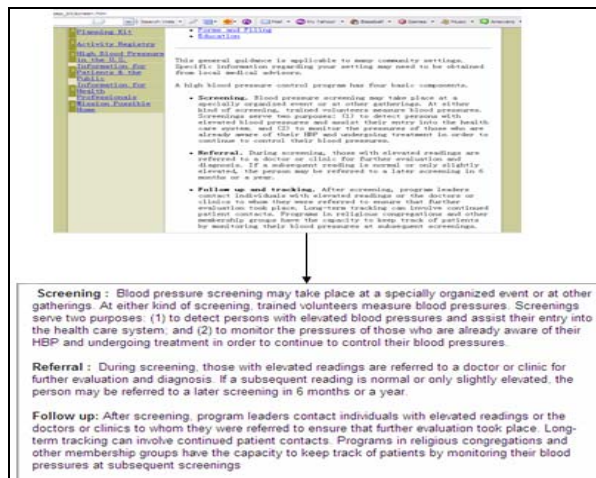 Search Web
Mail
My Yahoo!
Baseball
Games
Music
Planning Kit
Activity Registry
High Blood Pressure
in the U.S.
Information for
Patients & the
Public
Information for
Health
Professionals
Mission Possible
Home
• Forms and Filing
• Education
This general guidance is applicable to many community settings.
Specific information regarding your setting may need to be obtained
from local medical advisors.
A high blood pressure control program has four basic components.
• Screening. Blood pressure screening may take place at a
specially organized event or at other gatherings. At either
kind of screening, trained volunteers measure blood pressures.
Screenings serve two purposes: (1) to detect persons with
elevated blood pressures and assist their entry into the health
care system, and (2) to monitor the pressures of those who are
already aware of their HBP and undergoing treatment in order to
continue to control their blood pressures.
• Referral. During screening, those with elevated readings are
referred to a doctor or clinic for further evaluation and
diagnosis. If a subsequent reading is normal or only slightly
elevated, the person may be referred to a later screening in 6
months or a year.
• Follow up and tracking. After screening, program leaders
contact individuals with elevated readings or the doctors or
clinics to whom they were referred to ensure that further
evaluation took place. Long-term tracking can involve continued
patient contacts. Programs in religious congregations and other
membership groups have the capacity to keep track of patients
by monitoring their blood pressures at subsequent screenings.
Screening : Blood pressure screening may take place at a specially organized event or at other
gatherings. At either kind of screening, trained volunteers measure blood pressures. Screenings
serve two purposes: (1) to detect persons with elevated blood pressures and assist their entry into
the health care system; and (2) to monitor the pressures of those who are already aware of their
HBP and undergoing treatment in order to continue to control their blood pressures.
Referral : During screening, those with elevated readings are referred to a doctor or clinic for
further evaluation and diagnosis. If a subsequent reading is normal or only slightly elevated, the
person may be referred to a later screening in 6 months or a year.
Follow up: After screening, program leaders contact individuals with elevated readings or the
doctors or clinics to whom they were referred to ensure that further evaluation took place. Long-
term tracking can involve continued patient contacts. Programs in religious congregations and
other membership groups have the capacity to keep track of patients by monitoring their blood
pressures at subsequent screenings